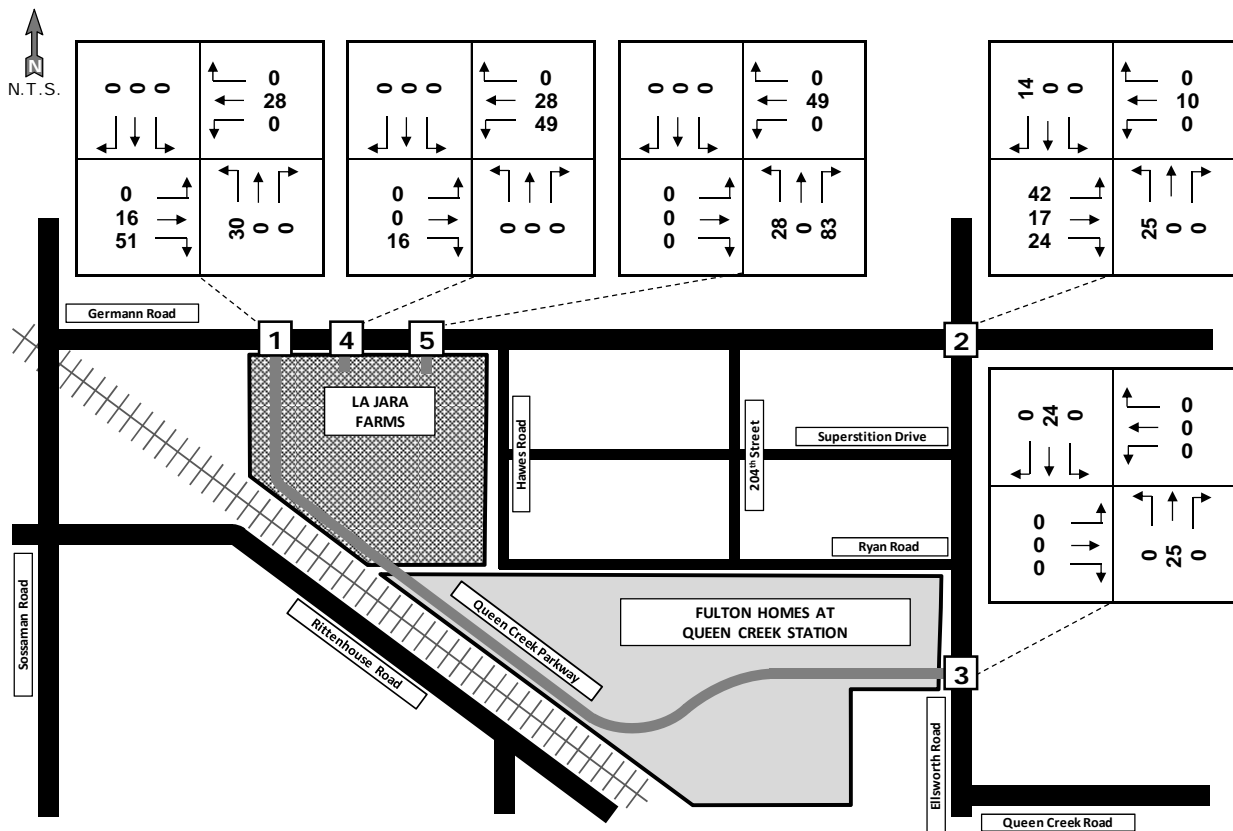 N
N.T.S.
0 0 0
0
28
0
0
16
51
30 0 0
0 0 0
0
28
49
0
0
16
0 0 0
0 0 0
0
49
0
0
0
0
28 0 83
14 0 0
0
10
0
42
17
24
25 0 0
Germann Road
1
4
5
2
LA JARA
FARMS
Hawes Road
204th Street
Superstition Drive
Ryan Road
0 24 0
0
0
0
0
0
0
0 25 0
Sossaman Road
Rittenhouse Road
Queen Creek Parkway
FULTON HOMES AT
QUEEN CREEK STATION
3
Ellsworth Road
Queen Creek Road